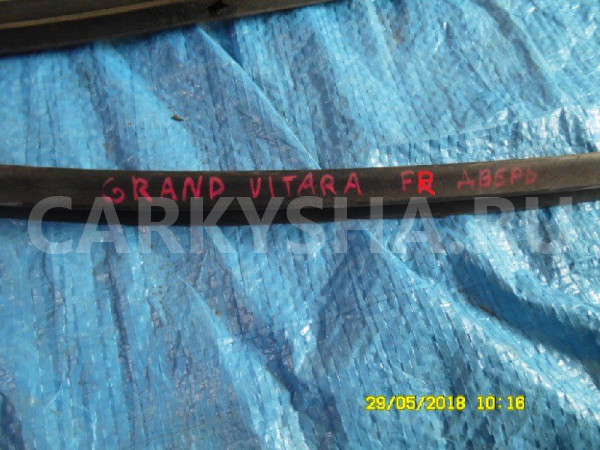 GRAND VITARA FR ДВЕРЬ
CARKYSHA.RU
29/05/2018 10:16